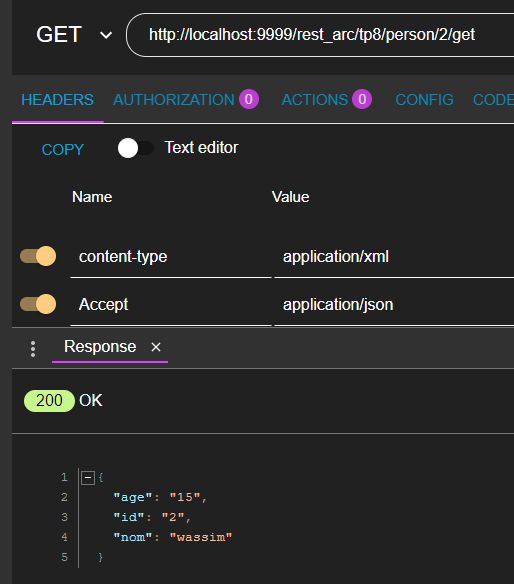 GET http://localhost:9999/rest_arc/tp8/person/2/get
HEADERS AUTHORIZATION 0 ACTIONS 0 CONFIG CODE
COPY Text editor
Name Value
content-type application/xml
Accept application/json
Response ×
200 OK
1 {
2 "age": "15",
3 "id": "2",
4 "nom": "wassim"
5 }